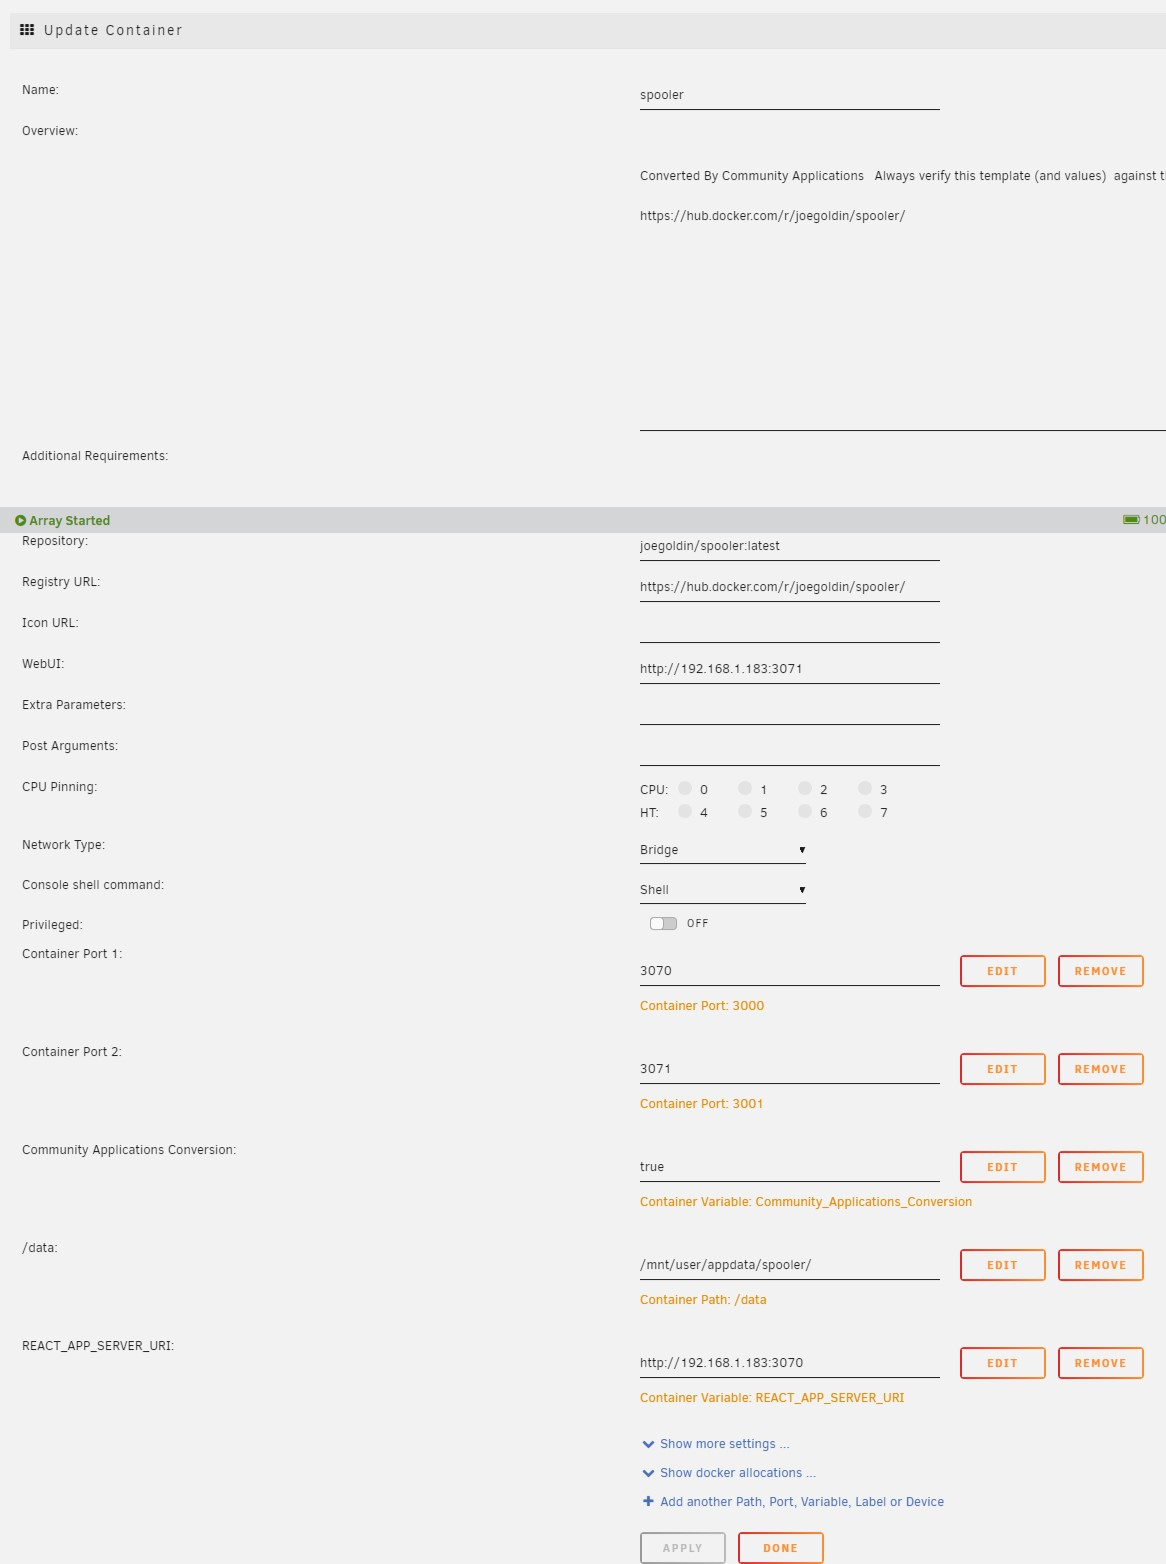 Update Container
Name:
spooler
Overview:
Converted By Community Applications Always verify this template (and values) against t
https://hub.docker.com/r/joegoldin/spooler/
Additional Requirements:
Array Started
100
Repository:
joegoldin/spooler:latest
Registry URL:
https://hub.docker.com/r/joegoldin/spooler/
Icon URL:
WebUI:
http://192.168.1.183:3071
Extra Parameters:
Post Arguments:
CPU Pinning:
CPU: 0 1 2 3
HT: 4 5 6 7
Network Type:
Bridge
Console shell command:
Shell
Privileged:
OFF
Container Port 1:
3070
EDIT
REMOVE
Container Port: 3000
Container Port 2:
3071
EDIT
REMOVE
Container Port: 3001
Community Applications Conversion:
true
EDIT
REMOVE
Container Variable: Community_Applications_Conversion
/data:
/mnt/user/appdata/spooler/
EDIT
REMOVE
Container Path: /data
REACT_APP_SERVER_URI:
http://192.168.1.183:3070
EDIT
REMOVE
Container Variable: REACT_APP_SERVER_URI
Show more settings ...
Show docker allocations ...
Add another Path, Port, Variable, Label or Device
APPLY
DONE